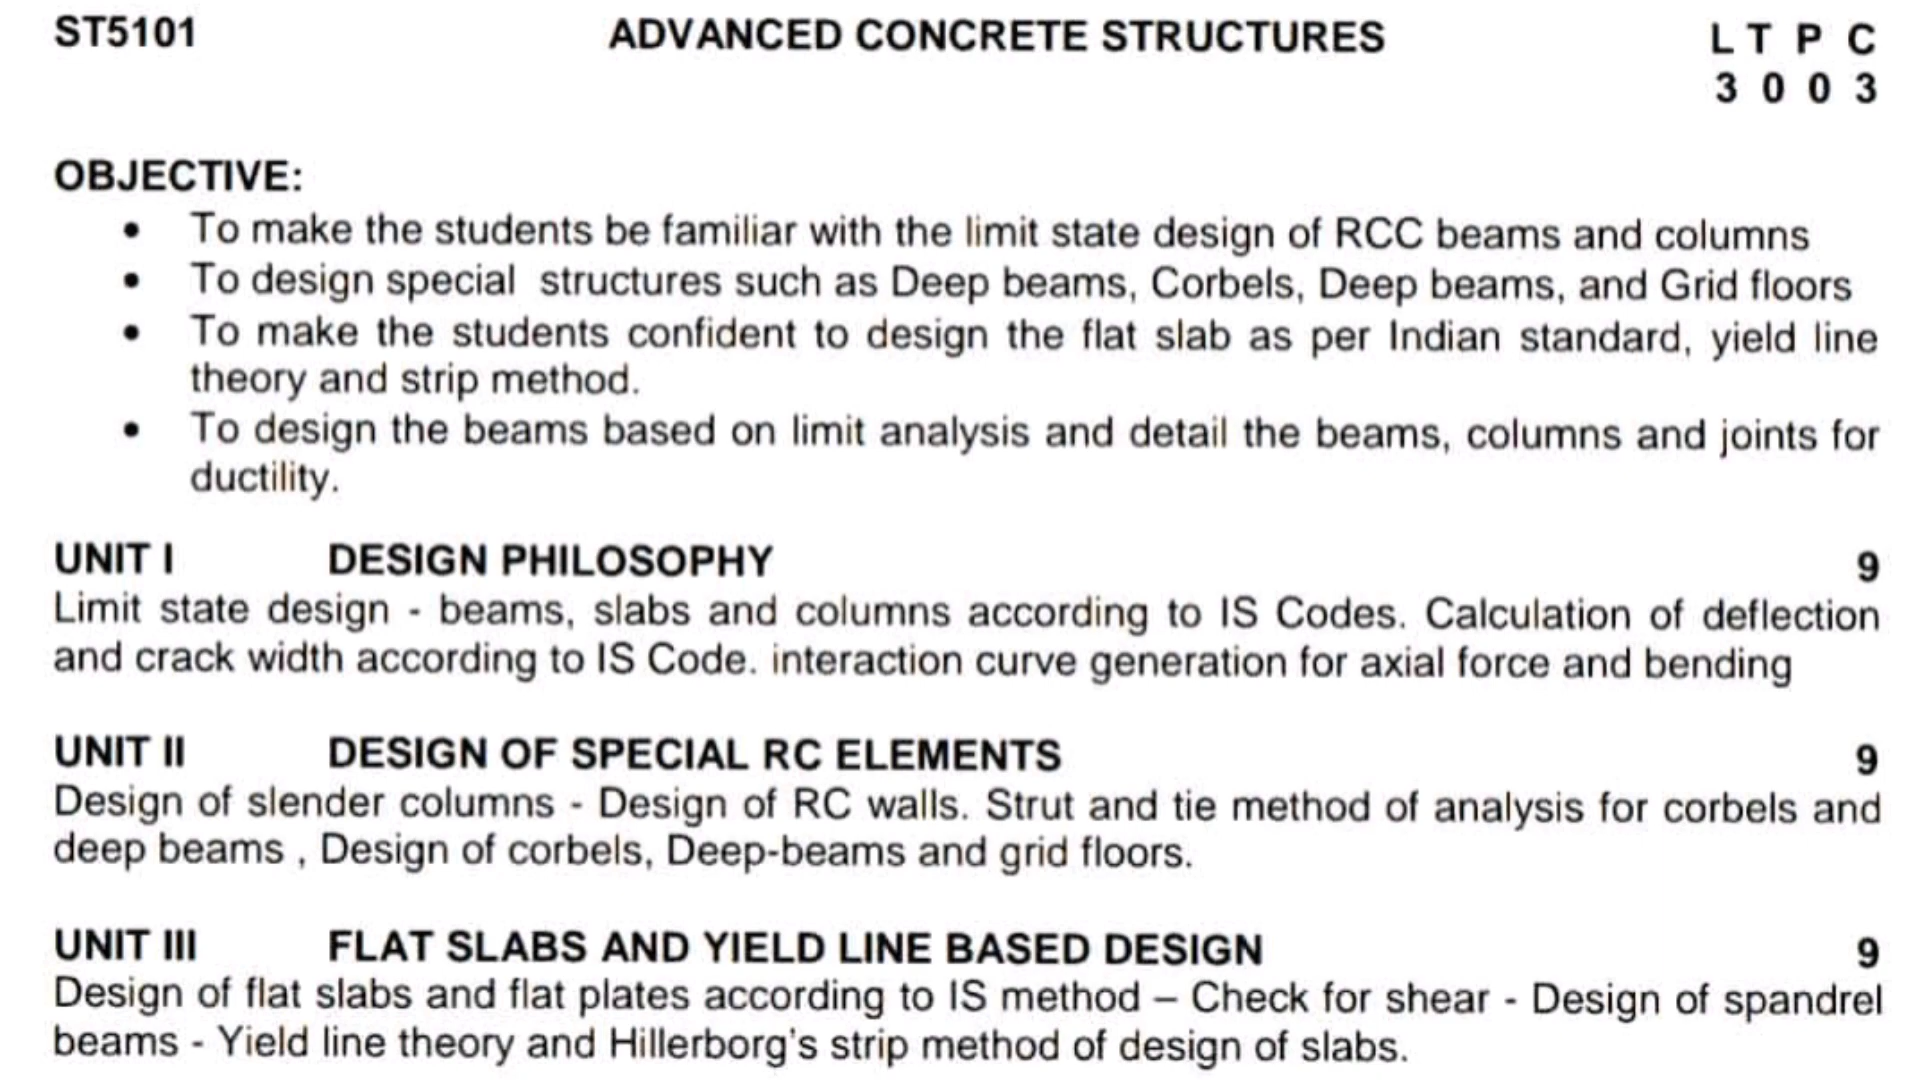 ST5101 ADVANCED CONCRETE STRUCTURES L T P C
3 0 0 3
OBJECTIVE:
• To make the students be familiar with the limit state design of RCC beams and columns
• To design special structures such as Deep beams, Corbels, Deep beams, and Grid floors
• To make the students confident to design the flat slab as per Indian standard, yield line
theory and strip method.
• To design the beams based on limit analysis and detail the beams, columns and joints for
ductility.
UNIT I DESIGN PHILOSOPHY 9
Limit state design - beams, slabs and columns according to IS Codes. Calculation of deflection
and crack width according to IS Code. interaction curve generation for axial force and bending
UNIT II DESIGN OF SPECIAL RC ELEMENTS 9
Design of slender columns - Design of RC walls. Strut and tie method of analysis for corbels and
deep beams , Design of corbels, Deep-beams and grid floors.
UNIT III FLAT SLABS AND YIELD LINE BASED DESIGN 9
Design of flat slabs and flat plates according to IS method – Check for shear - Design of spandrel
beams - Yield line theory and Hillerborg's strip method of design of slabs.